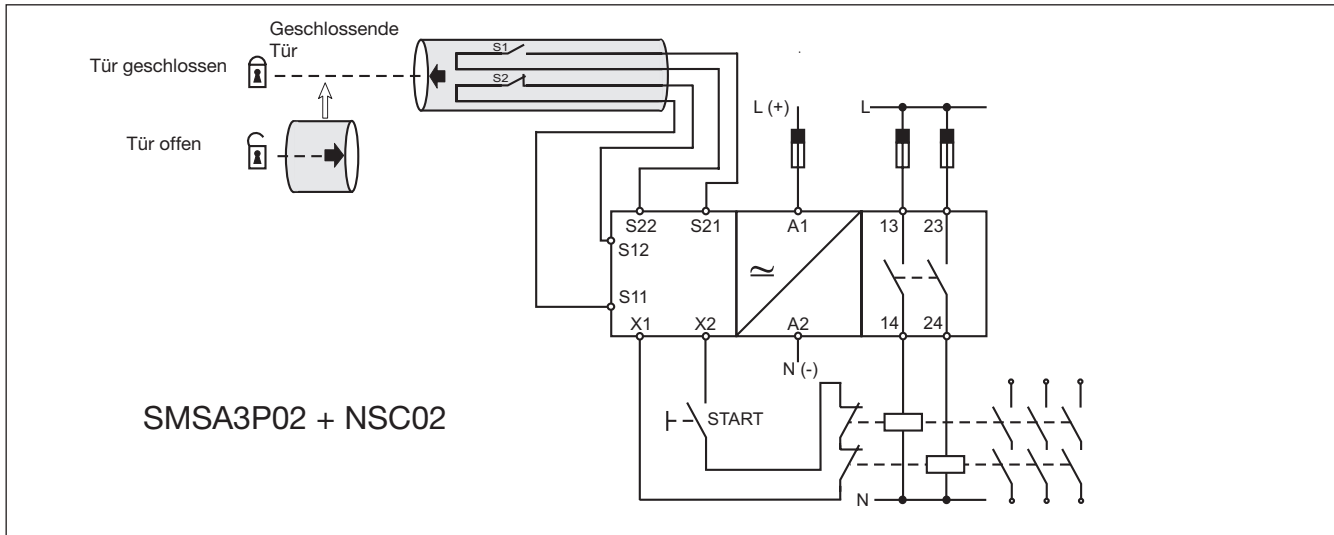 Geschlossende
Tür
Tür geschlossen
Tür offen
S1
S2
L (+)
L
S22
S21
A1
13
23
S12
≃
S11
X1
X2
A2
14
24
N (-)
START
SMSA3P02 + NSC02
N